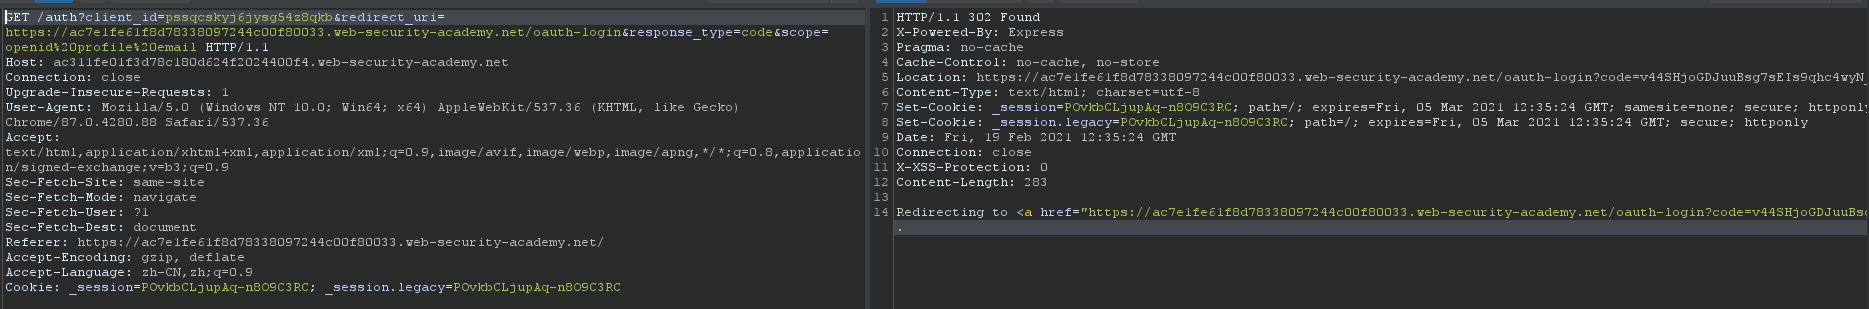 GET /auth?client_id=pssqcskyj6jysg54z8qkb&redirect_uri=
https://ac7e1fe61f8d78338097244c00f80033.web-security-academy.net/oauth-login&response_type=code&scope=
openid%20profile%20email HTTP/1.1
Host: ac311fe01f3d78c180d624f2024400f4.web-security-academy.net
Connection: close
Upgrade-Insecure-Requests: 1
User-Agent: Mozilla/5.0 (Windows NT 10.0; Win64; x64) AppleWebKit/537.36 (KHTML, like Gecko)
Chrome/87.0.4280.88 Safari/537.36
Accept:
text/html,application/xhtml+xml,application/xml;q=0.9,image/avif,image/webp,image/apng,*/*;q=0.8,applicatio
n/signed-exchange;v=b3;q=0.9
Sec-Fetch-Site: same-site
Sec-Fetch-Mode: navigate
Sec-Fetch-User: ?1
Sec-Fetch-Dest: document
Referer: https://ac7e1fe61f8d78338097244c00f80033.web-security-academy.net/
Accept-Encoding: gzip, deflate
Accept-Language: zh-CN,zh;q=0.9
Cookie: _session=POvkbCLjupAq-n8O9C3RC; _session.legacy=POvkbCLjupAq-n8O9C3RC
1 HTTP/1.1 302 Found
2 X-Powered-By: Express
3 Pragma: no-cache
4 Cache-Control: no-cache, no-store
5 Location: https://ac7e1fe61f8d78338097244c00f80033.web-security-academy.net/oauth-login?code=v44SHjoGDJuuBsg7sEIs9qhc4wyN
6 Content-Type: text/html; charset=utf-8
7 Set-Cookie: _session=POvkbCLjupAq-n8O9C3RC; path=/; expires=Fri, 05 Mar 2021 12:35:24 GMT; samesite=none; secure; httponly
8 Set-Cookie: _session.legacy=POvkbCLjupAq-n8O9C3RC; path=/; expires=Fri, 05 Mar 2021 12:35:24 GMT; secure; httponly
9 Date: Fri, 19 Feb 2021 12:35:24 GMT
10 Connection: close
11 X-XSS-Protection: 0
12 Content-Length: 283
13
14 Redirecting to <a href="https://ac7e1fe61f8d78338097244c00f80033.web-security-academy.net/oauth-login?code=v44SHjoGDJuuBsg
.